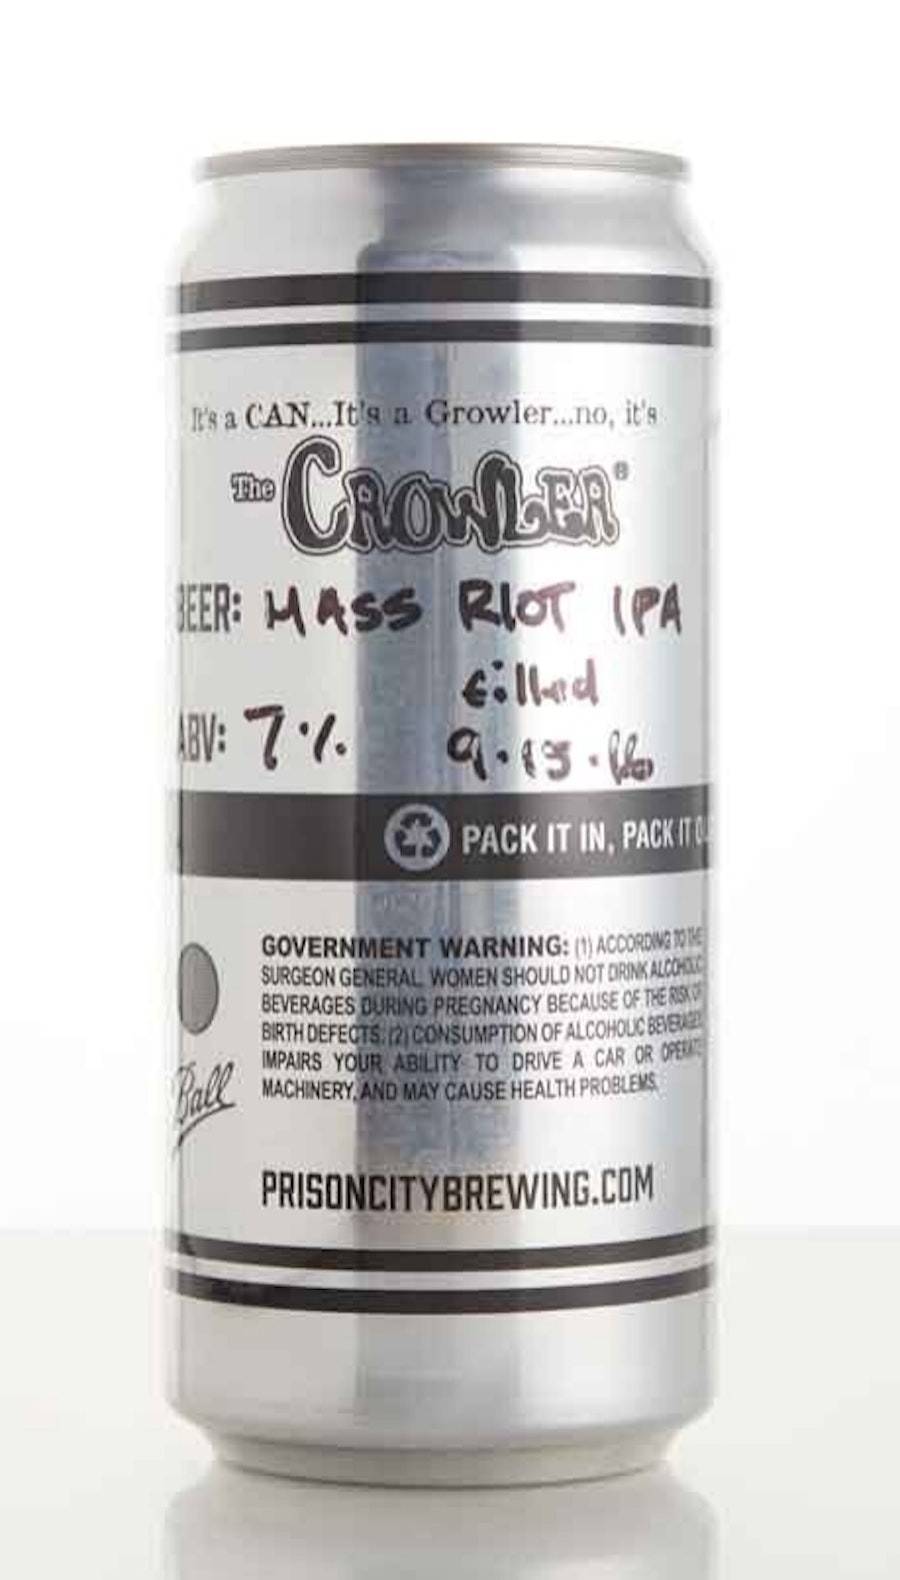 It's a CAN...It's a Growler...no, it's
The CROWLER®
BEER: MASS RIOT IPA
filled
ABV: 7%
9.15.16
PACK IT IN, PACK IT
GOVERNMENT WARNING: (1) ACCORDING TO THE
SURGEON GENERAL, WOMEN SHOULD NOT DRINK ALCOHOLIC
BEVERAGES DURING PREGNANCY BECAUSE OF THE RISK OF
BIRTH DEFECTS. (2) CONSUMPTION OF ALCOHOLIC BEVERAGES
IMPAIRS YOUR ABILITY TO DRIVE A CAR OR OPERATE
MACHINERY, AND MAY CAUSE HEALTH PROBLEMS.
Ball
PRISONCITYBREWING.COM